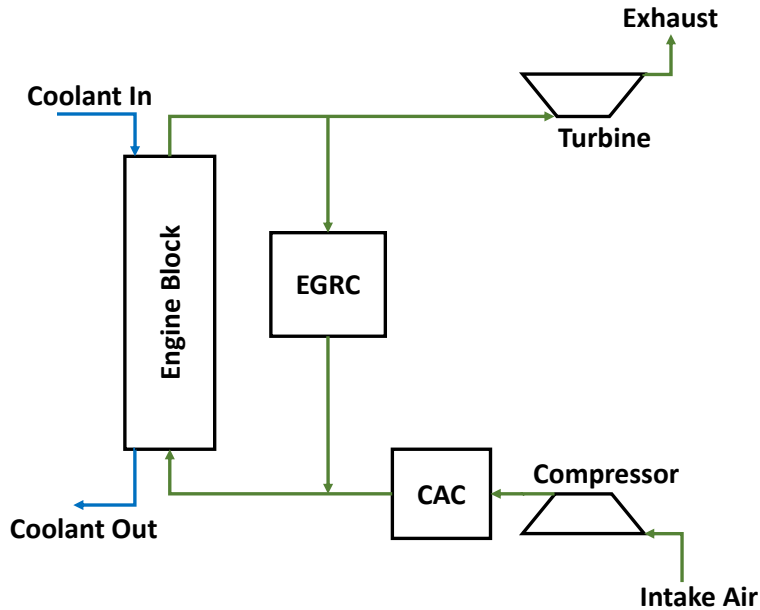 Exhaust
Coolant In
Turbine
Engine Block
EGRC
Compressor
CAC
Coolant Out
Intake Air